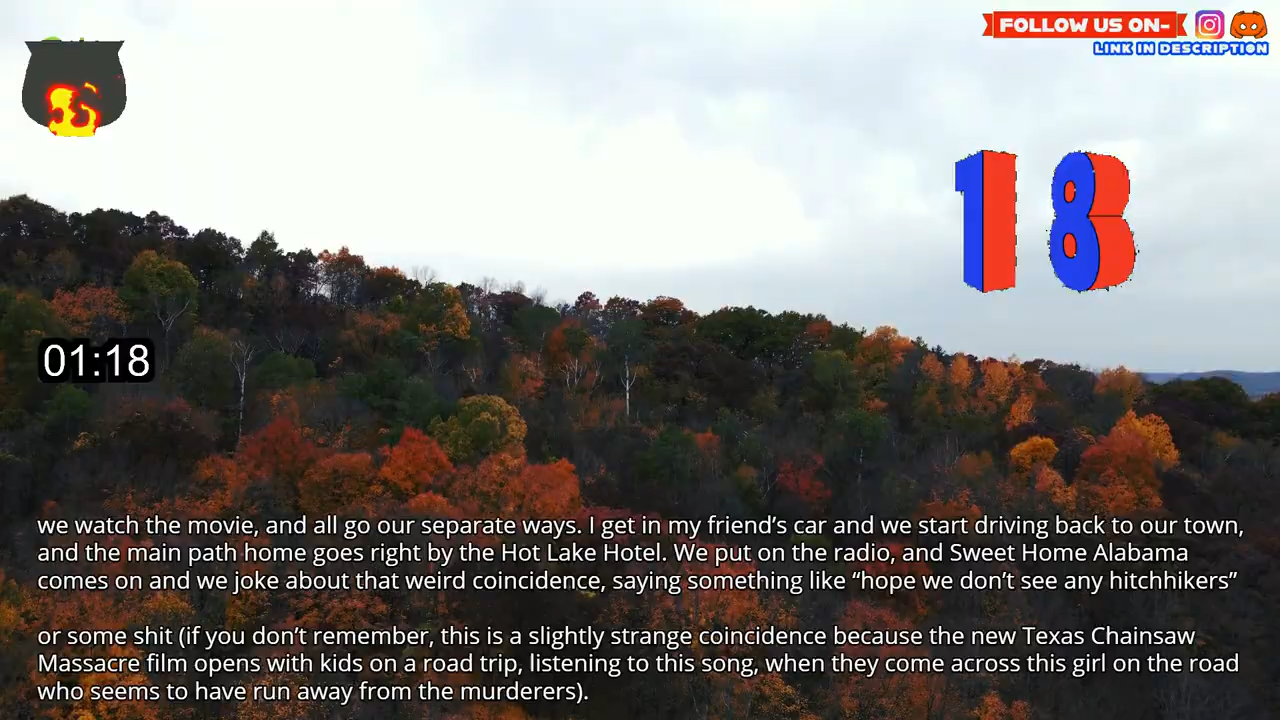 FOLLOW US ON-
LINK IN DESCRIPTION
18
01:18
we watch the movie, and all go our separate ways. I get in my friend’s car and we start driving back to our town,
and the main path home goes right by the Hot Lake Hotel. We put on the radio, and Sweet Home Alabama
comes on and we joke about that weird coincidence, saying something like “hope we don’t see any hitchhikers”
or some shit (if you don’t remember, this is a slightly strange coincidence because the new Texas Chainsaw
Massacre film opens with kids on a road trip, listening to this song, when they come across this girl on the road
who seems to have run away from the murderers).